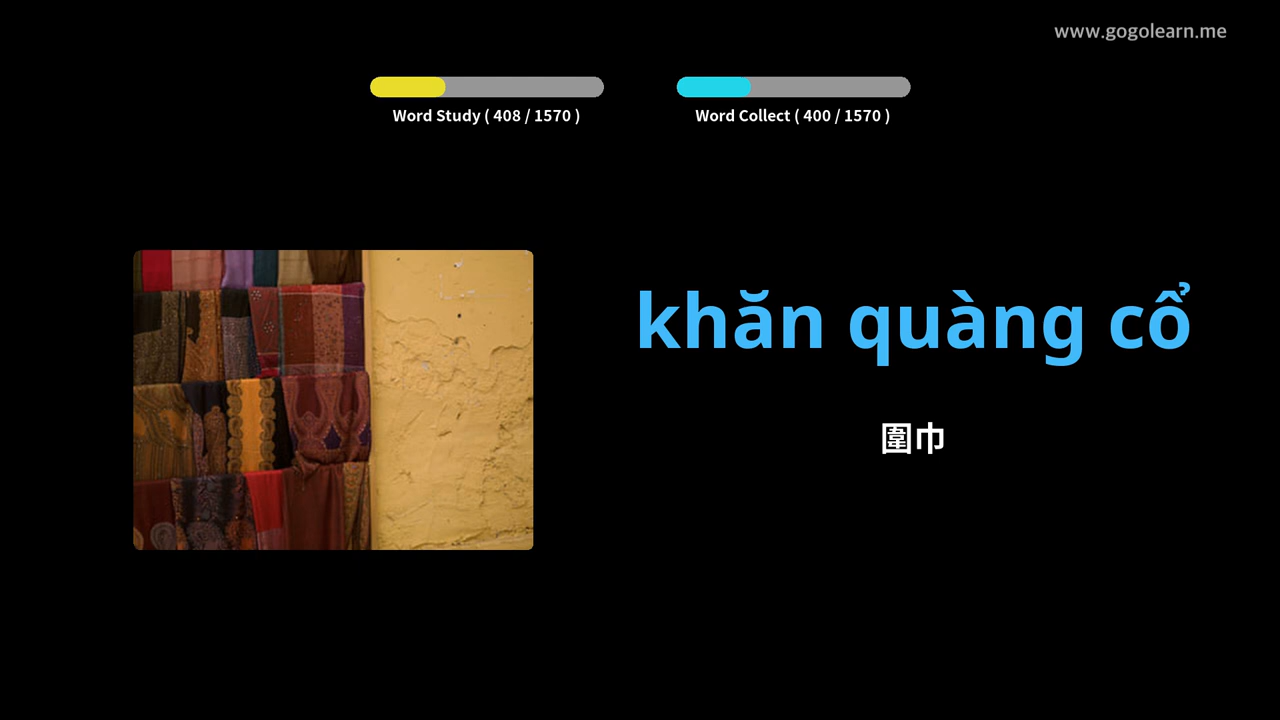 www.gogolearn.me
Word Study ( 408 / 1570 )
Word Collect ( 400 / 1570 )
khăn quàng cổ
圍巾